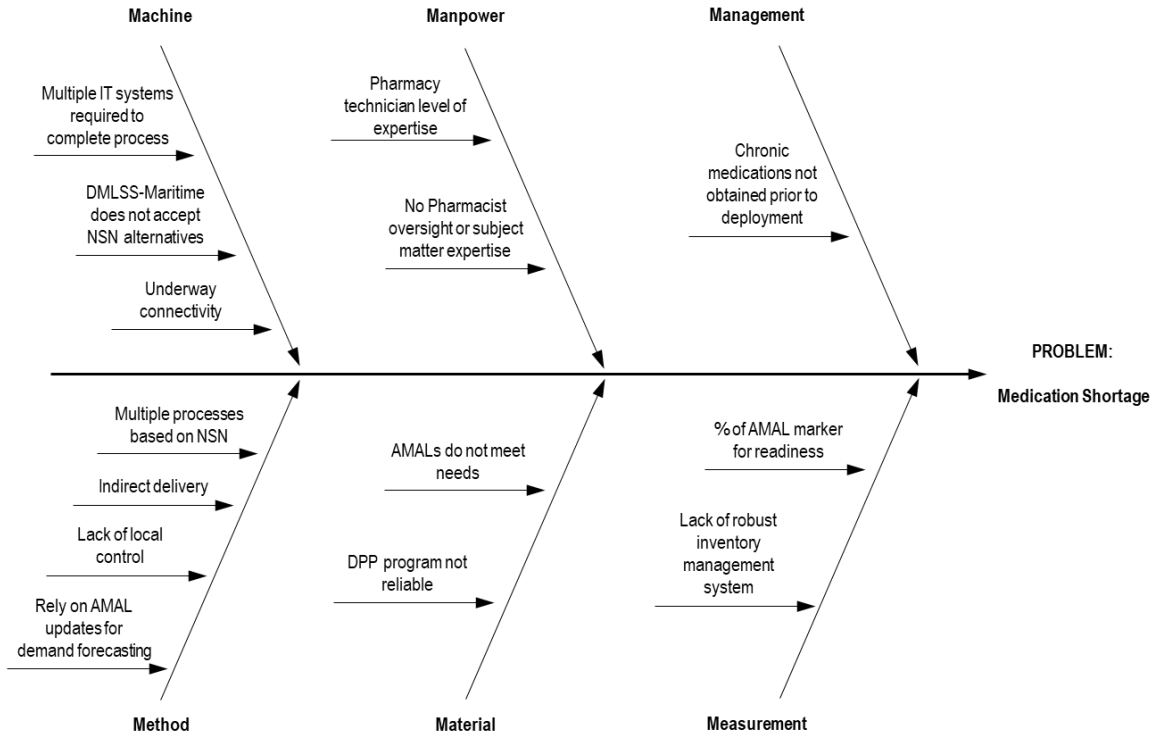 Machine
Manpower
Management
Multiple IT systems
required to
complete process
DMLSS-Maritime
does not accept
NSN alternatives
Underway
connectivity
Pharmacy
technician level of
expertise
No Pharmacist
oversight or subject
matter expertise
Chronic
medications not
obtained prior to
deployment
PROBLEM:
Medication Shortage
Multiple processes
based on NSN
Indirect delivery
Lack of local
control
Rely on AMAL
updates for
demand forecasting
AMALs do not meet
needs
DPP program not
reliable
% of AMAL marker
for readiness
Lack of robust
inventory
management
system
Method
Material
Measurement